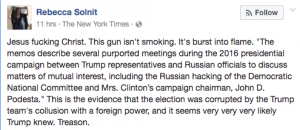 Rebecca Solnit
Follow
11 hrs · The New York Times ·
Jesus fucking Christ. This gun isn't smoking. It's burst into flame. "The
memos describe several purported meetings during the 2016 presidential
campaign between Trump representatives and Russian officials to discuss
matters of mutual interest, including the Russian hacking of the Democratic
National Committee and Mrs. Clinton's campaign chairman, John D.
Podesta." This is the evidence that the election was corrupted by the Trump
team's collusion with a foreign power, and it seems very very very likely
Trump knew. Treason.